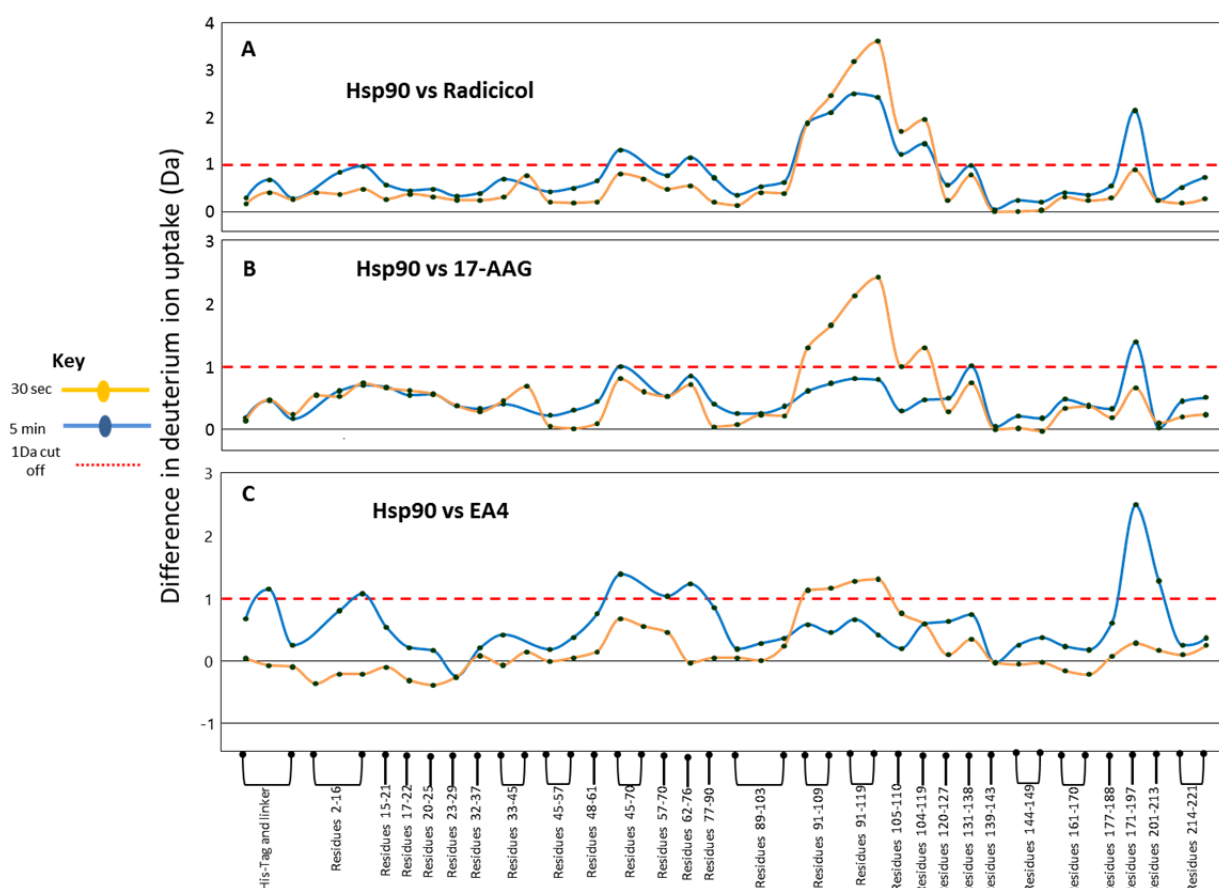 A
Hsp90 vs Radicicol
4
3
2
1
0
B
Hsp90 vs 17-AAG
3
2
1
0
C
Hsp90 vs EA4
3
2
1
0
-1
Difference in deuterium ion uptake (Da)
Key
30 sec
5 min
1Da cut
off
His-Tag and linker
Residues 2-16
Residues 15-21
Residues 17-22
Residues 20-25
Residues 23-29
Residues 32-37
Residues 33-45
Residues 45-57
Residues 48-61
Residues 45-70
Residues 57-70
Residues 62-76
Residues 77-90
Residues 89-103
Residues 91-109
Residues 91-119
Residues 105-110
Residues 104-119
Residues 120-127
Residues 131-138
Residues 139-143
Residues 144-149
Residues 161-170
Residues 177-188
Residues 171-197
Residues 201-213
Residues 214-221